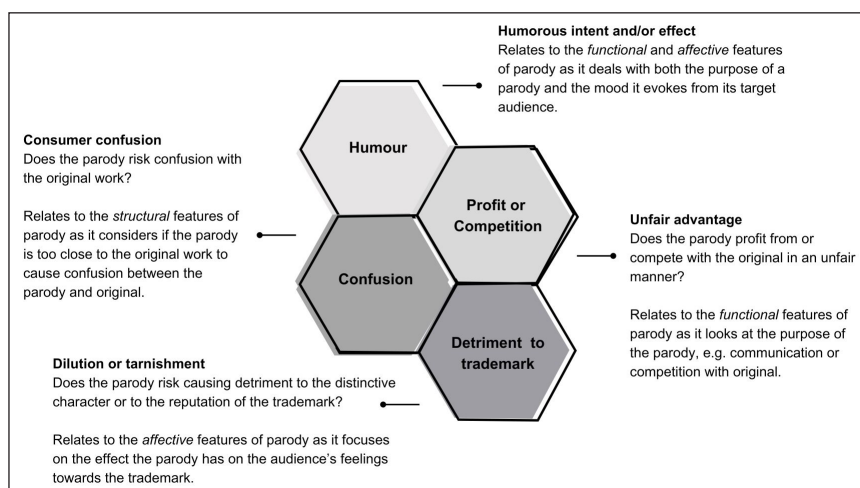 Humorous intent and/or effect
Relates to the functional and affective features
of parody as it deals with both the purpose of a
parody and the mood it evokes from its target
audience.
Humour
Consumer confusion
Does the parody risk confusion with
the original work?
Relates to the structural features of
parody as it considers if the parody
is too close to the original work to
cause confusion between the
parody and original.
Profit or
Competition
Unfair advantage
Does the parody profit from or
compete with the original in an unfair
manner?
Relates to the functional features of
parody as it looks at the purpose of
the parody, e.g. communication or
competition with original.
Confusion
Detriment to
trademark
Dilution or tarnishment
Does the parody risk causing detriment to the distinctive
character or to the reputation of the trademark?
Relates to the affective features of parody as it focuses
on the effect the parody has on the audience's feelings
towards the trademark.